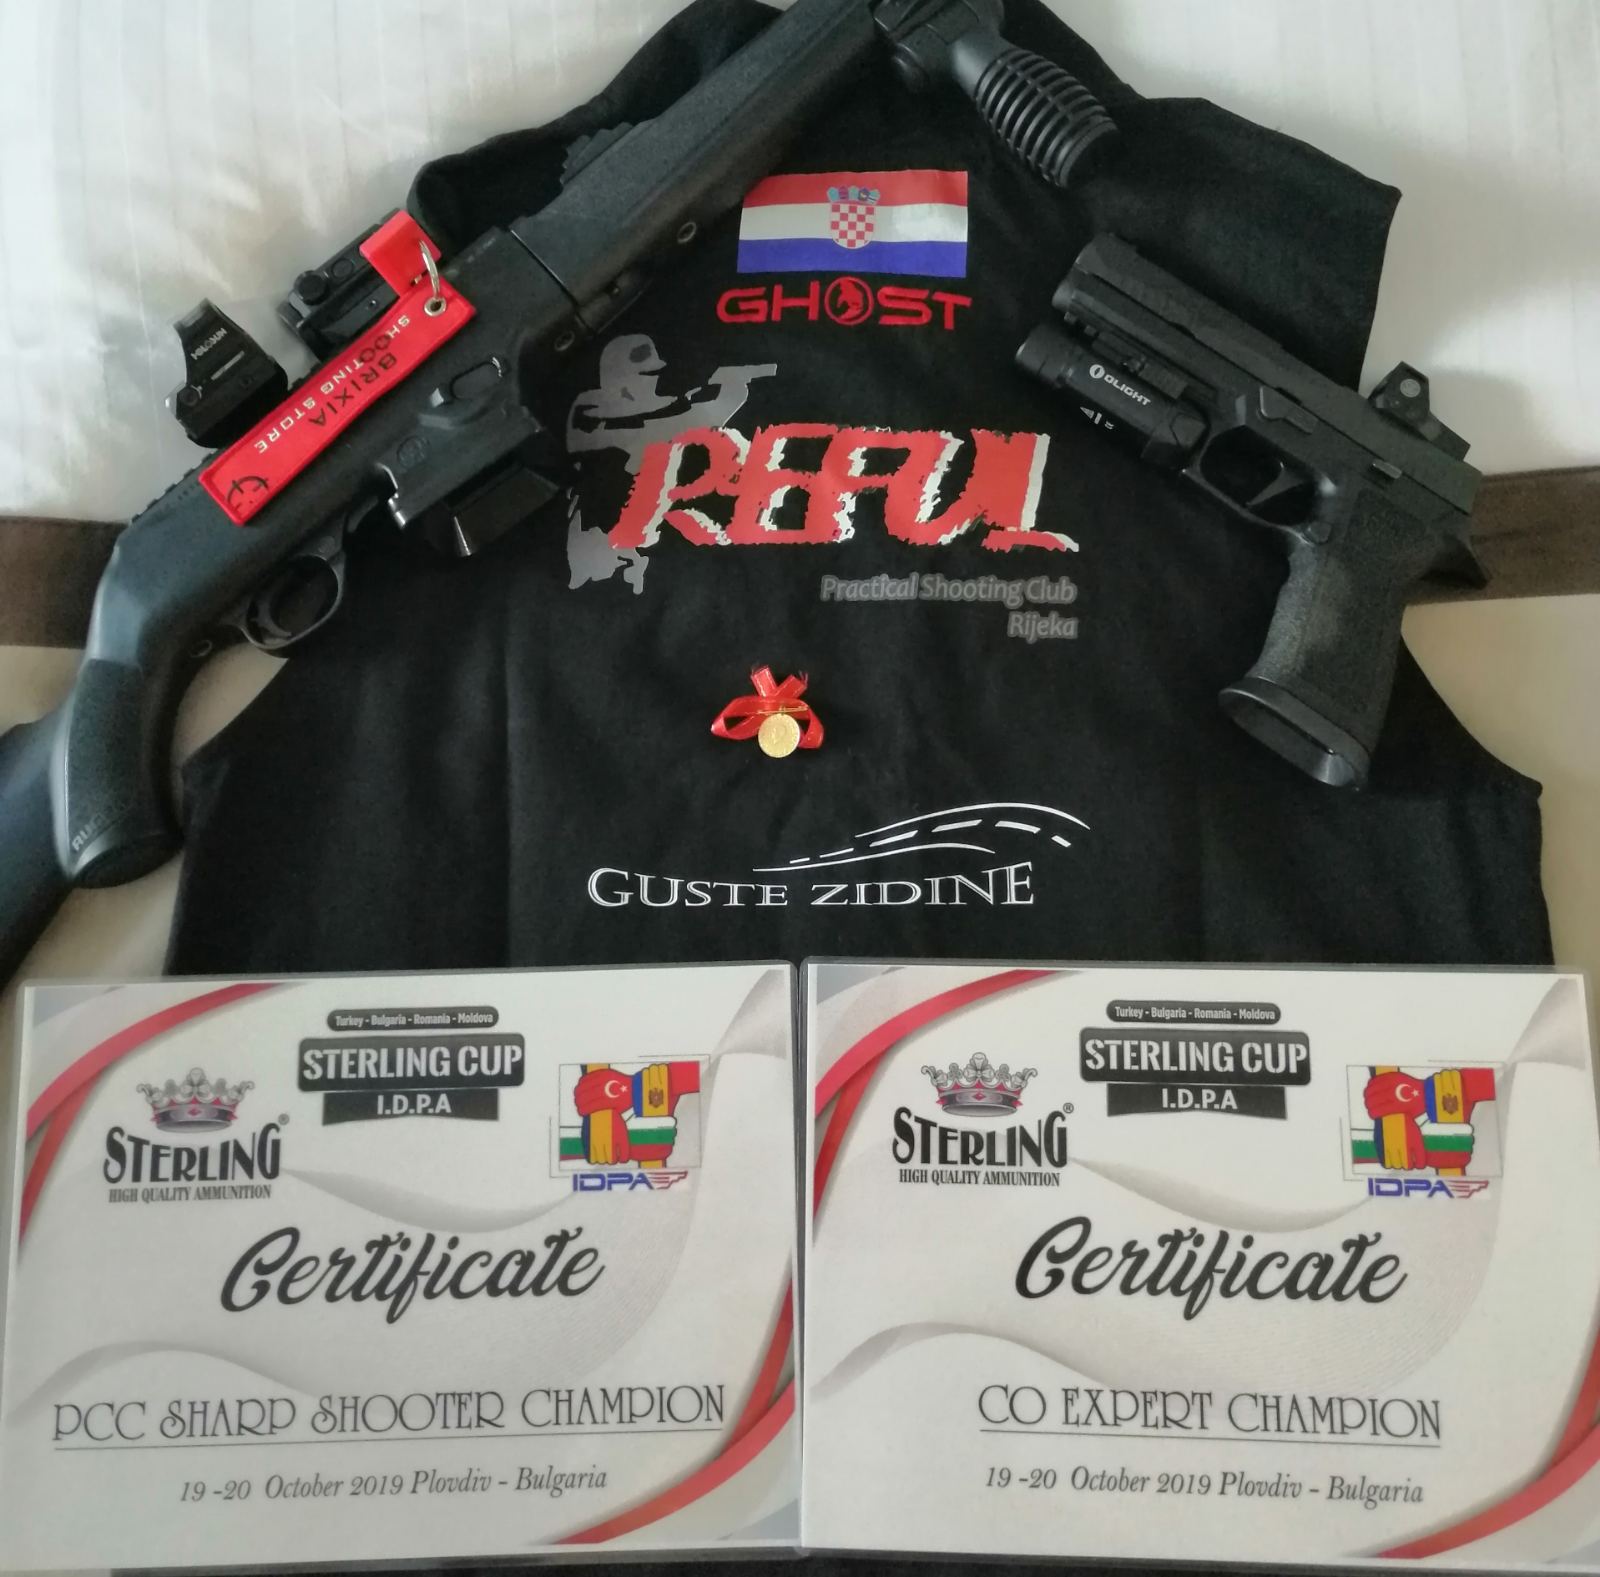 GHOST
HOLOSUN
BRIXIA
SHOOTING STORE
OLIGHT
REFUL
Practical Shooting Club
Rijeka
RUGER
GUSTE ZIDINE
Turkey - Bulgaria - Romania - Moldova
STERLING CUP
I.D.P.A
STERLING®
HIGH QUALITY AMMUNITION
IDPA
Certificate
PCC SHARP SHOOTER CHAMPION
19 -20 October 2019 Plovdiv - Bulgaria
Turkey - Bulgaria - Romania - Moldova
STERLING CUP
I.D.P.A
STERLING®
HIGH QUALITY AMMUNITION
IDPA
Certificate
CO EXPERT CHAMPION
19 -20 October 2019 Plovdiv - Bulgaria